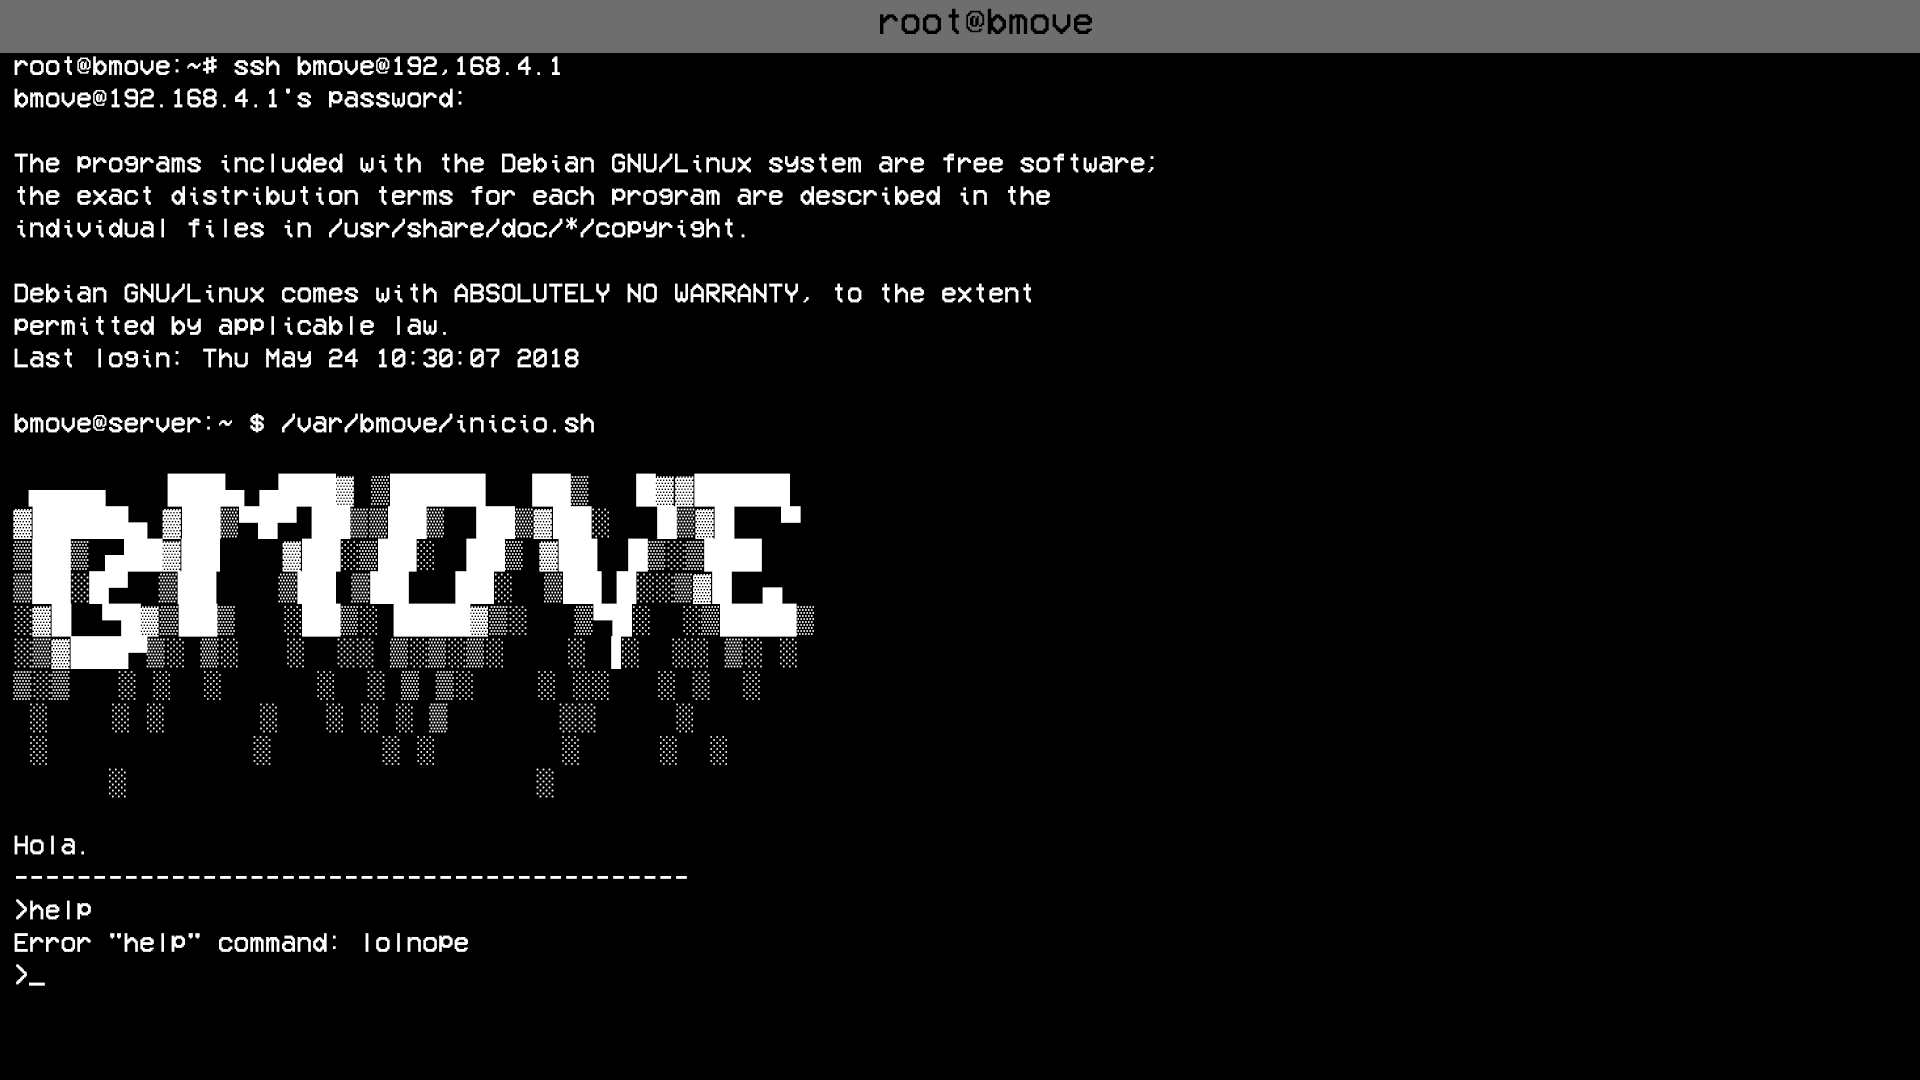 root@bmove
root@bmove:~# ssh bmove@192,168.4.1
bmove@192.168.4.1's password:
The programs included with the Debian GNU/Linux system are free software;
the exact distribution terms for each program are described in the
individual files in /usr/share/doc/*/copyright.
Debian GNU/Linux comes with ABSOLUTELY NO WARRANTY, to the extent
permitted by applicable law.
Last login: Thu May 24 10:30:07 2018
bmove@server:~ $ /var/bmove/inicio.sh
BMOVE
Hola.
-------------------------------------------
>help
Error "help" command: lolnope
>_